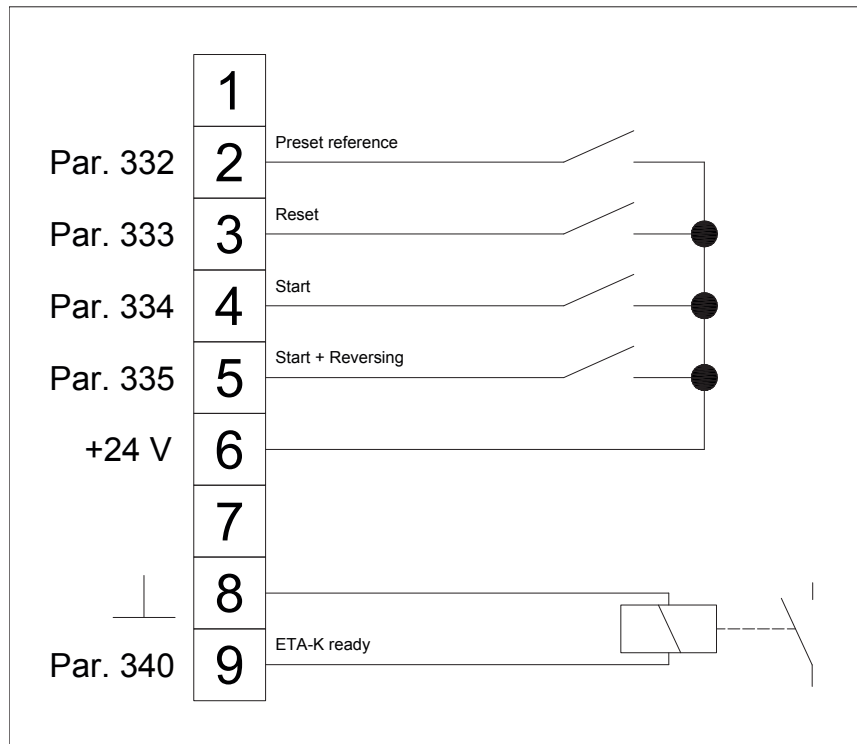 1
Par. 332 2 Preset reference
Par. 333 3 Reset
Par. 334 4 Start
Par. 335 5 Start + Reversing
+24 V 6
7
8
Par. 340 9 ETA-K ready